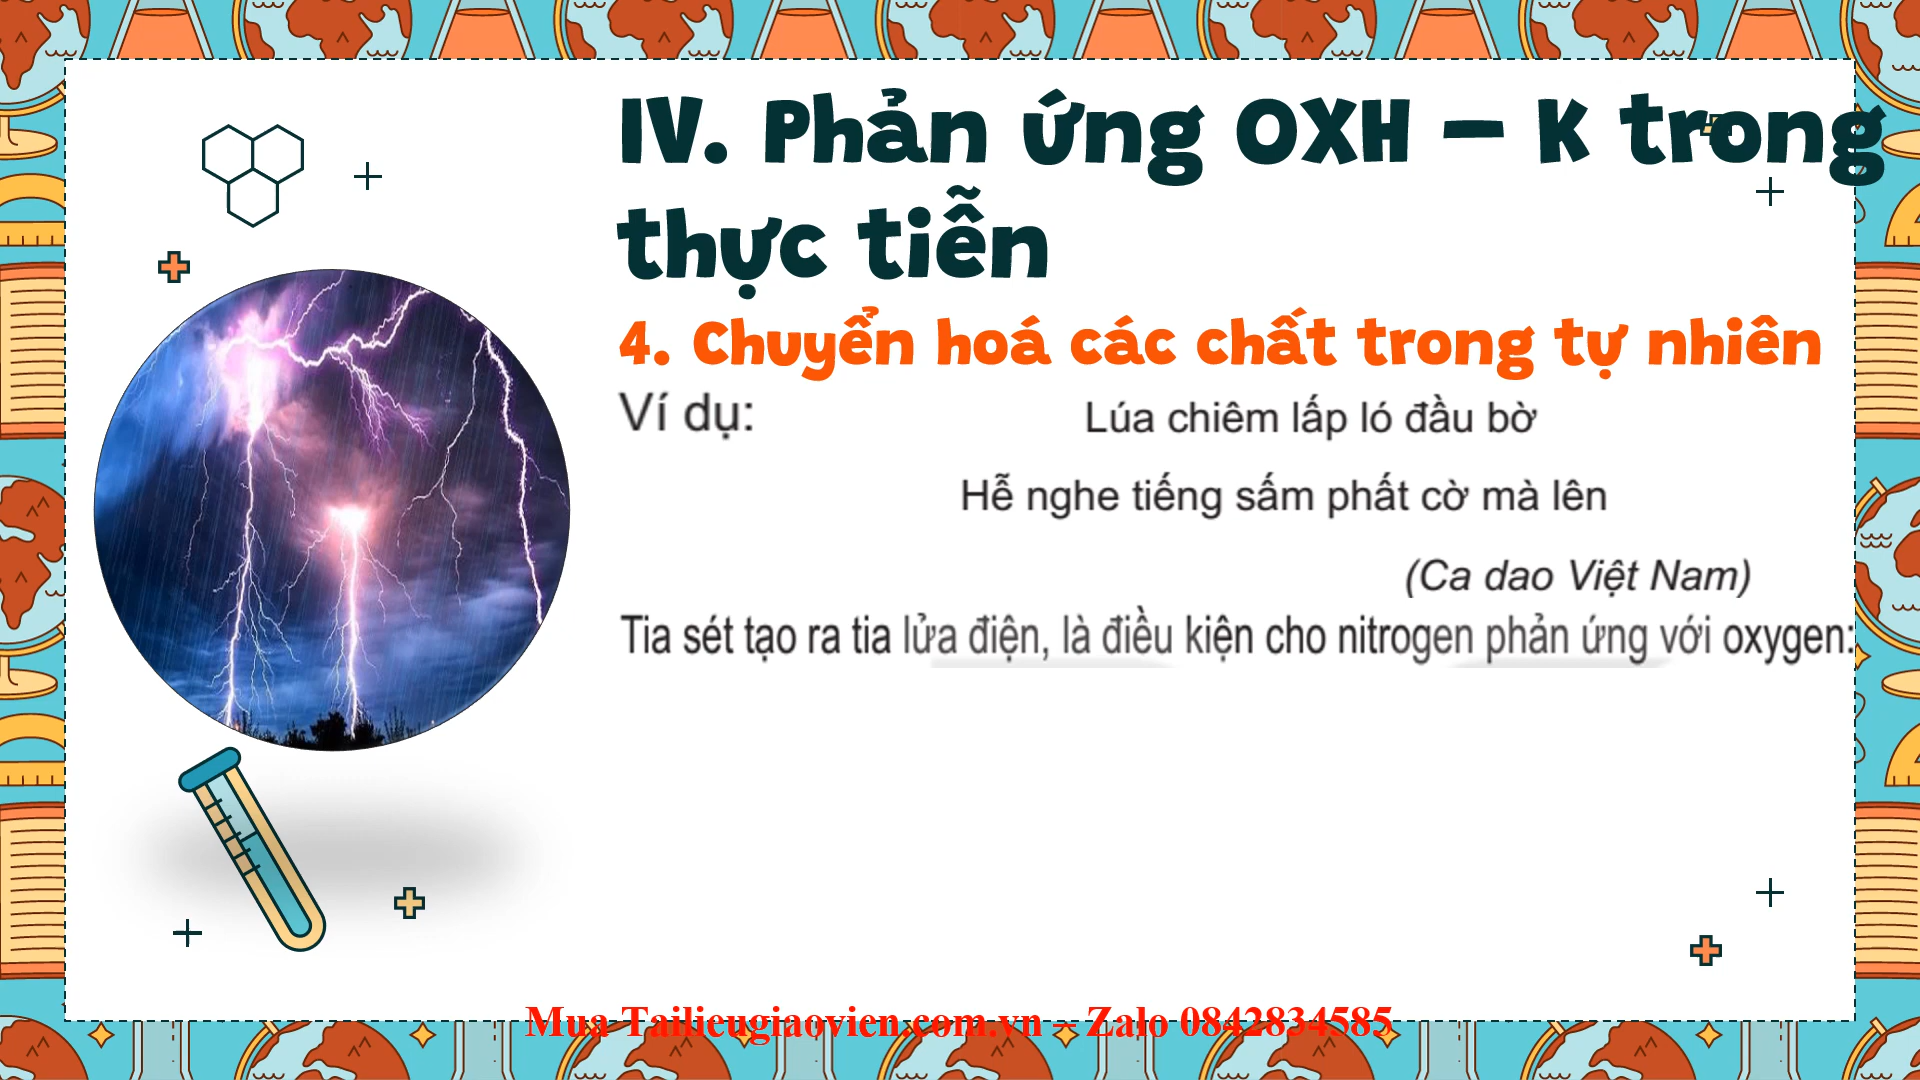 IV. Phản ứng OXH – K trong
thực tiễn
4. Chuyển hoá các chất trong tự nhiên
Ví dụ:
Lúa chiêm lấp ló đầu bờ
Hễ nghe tiếng sấm phất cờ mà lên
(Ca dao Việt Nam)
Tia sét tạo ra tia lửa điện, là điều kiện cho nitrogen phản ứng với oxygen:
Mua Tailieugiaovien.com.vn – Zalo 0842834585